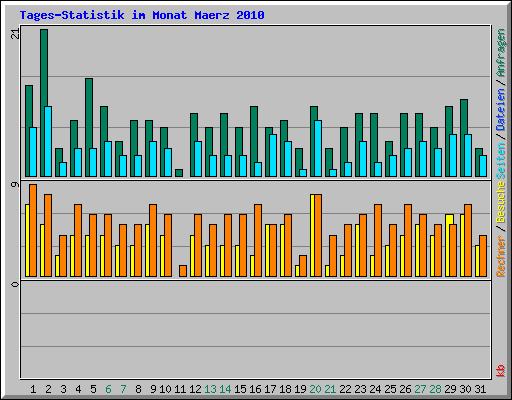 Tages-Statistik im Monat Maerz 2010
21
9
0
Rechner / Besuche Seiten / Dateien / Anfragen
kb
1 2 3 4 5 6 7 8 9 10 11 12 13 14 15 16 17 18 19 20 21 22 23 24 25 26 27 28 29 30 31